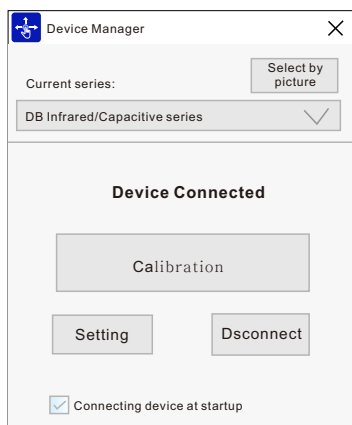 Device Manager
Select by
picture
Current series:
DB Infrared/Capacitive series
Device Connected
Calibration
Setting
Dsconnect
Connecting device at startup